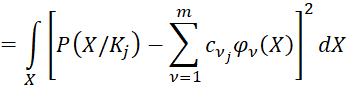 = ∫_X [P(X/K_j) − ∑_{ν=1}^{m} c_{ν_j} φ_ν(X)]² dX